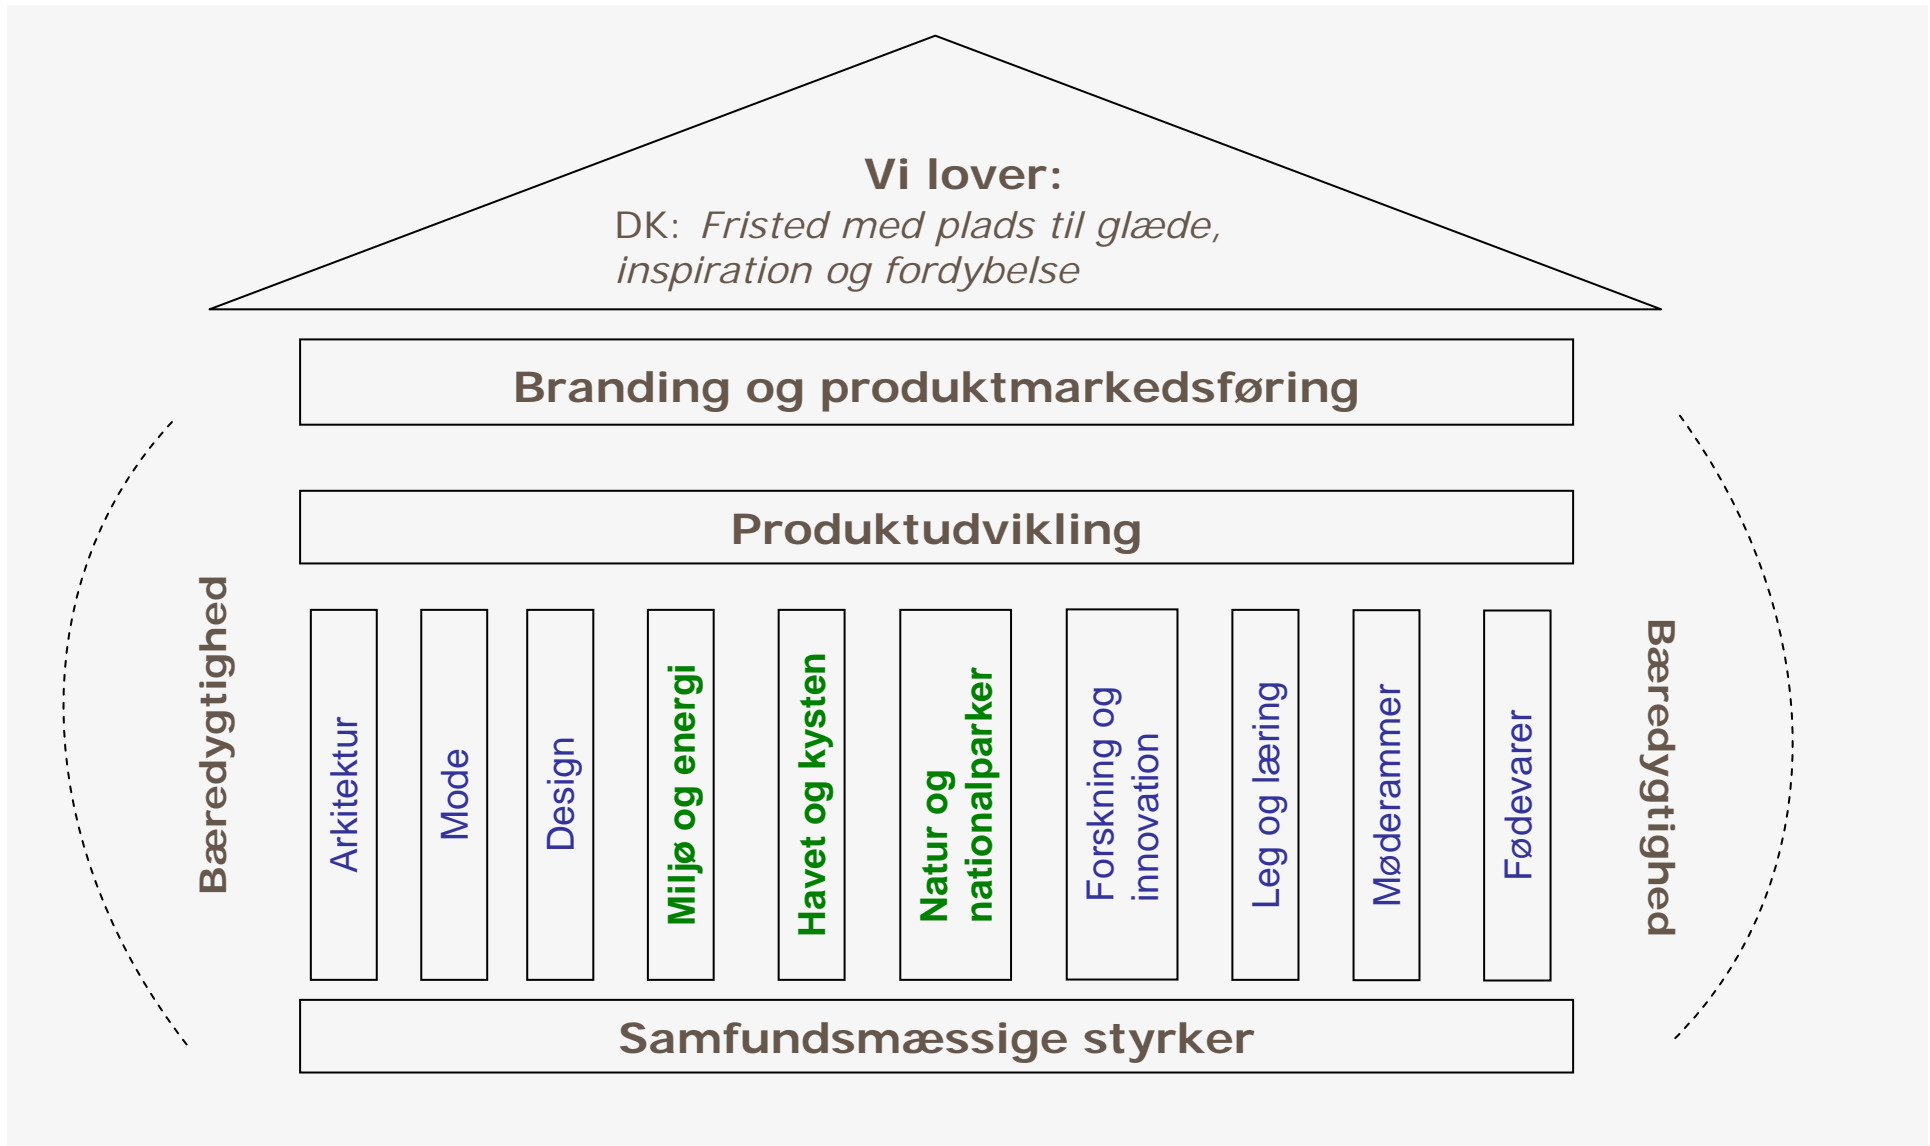 Vi lover:
DK: Fristed med plads til glæde,
inspiration og fordybelse
Branding og produktmarkedsføring
Produktudvikling
Bæredygtighed
Arkitektur
Mode
Design
Miljø og energi
Havet og kysten
Natur og
nationalparker
Forskning og
innovation
Leg og læring
Møderammer
Fødevarer
Bæredygtighed
Samfundsmæssige styrker